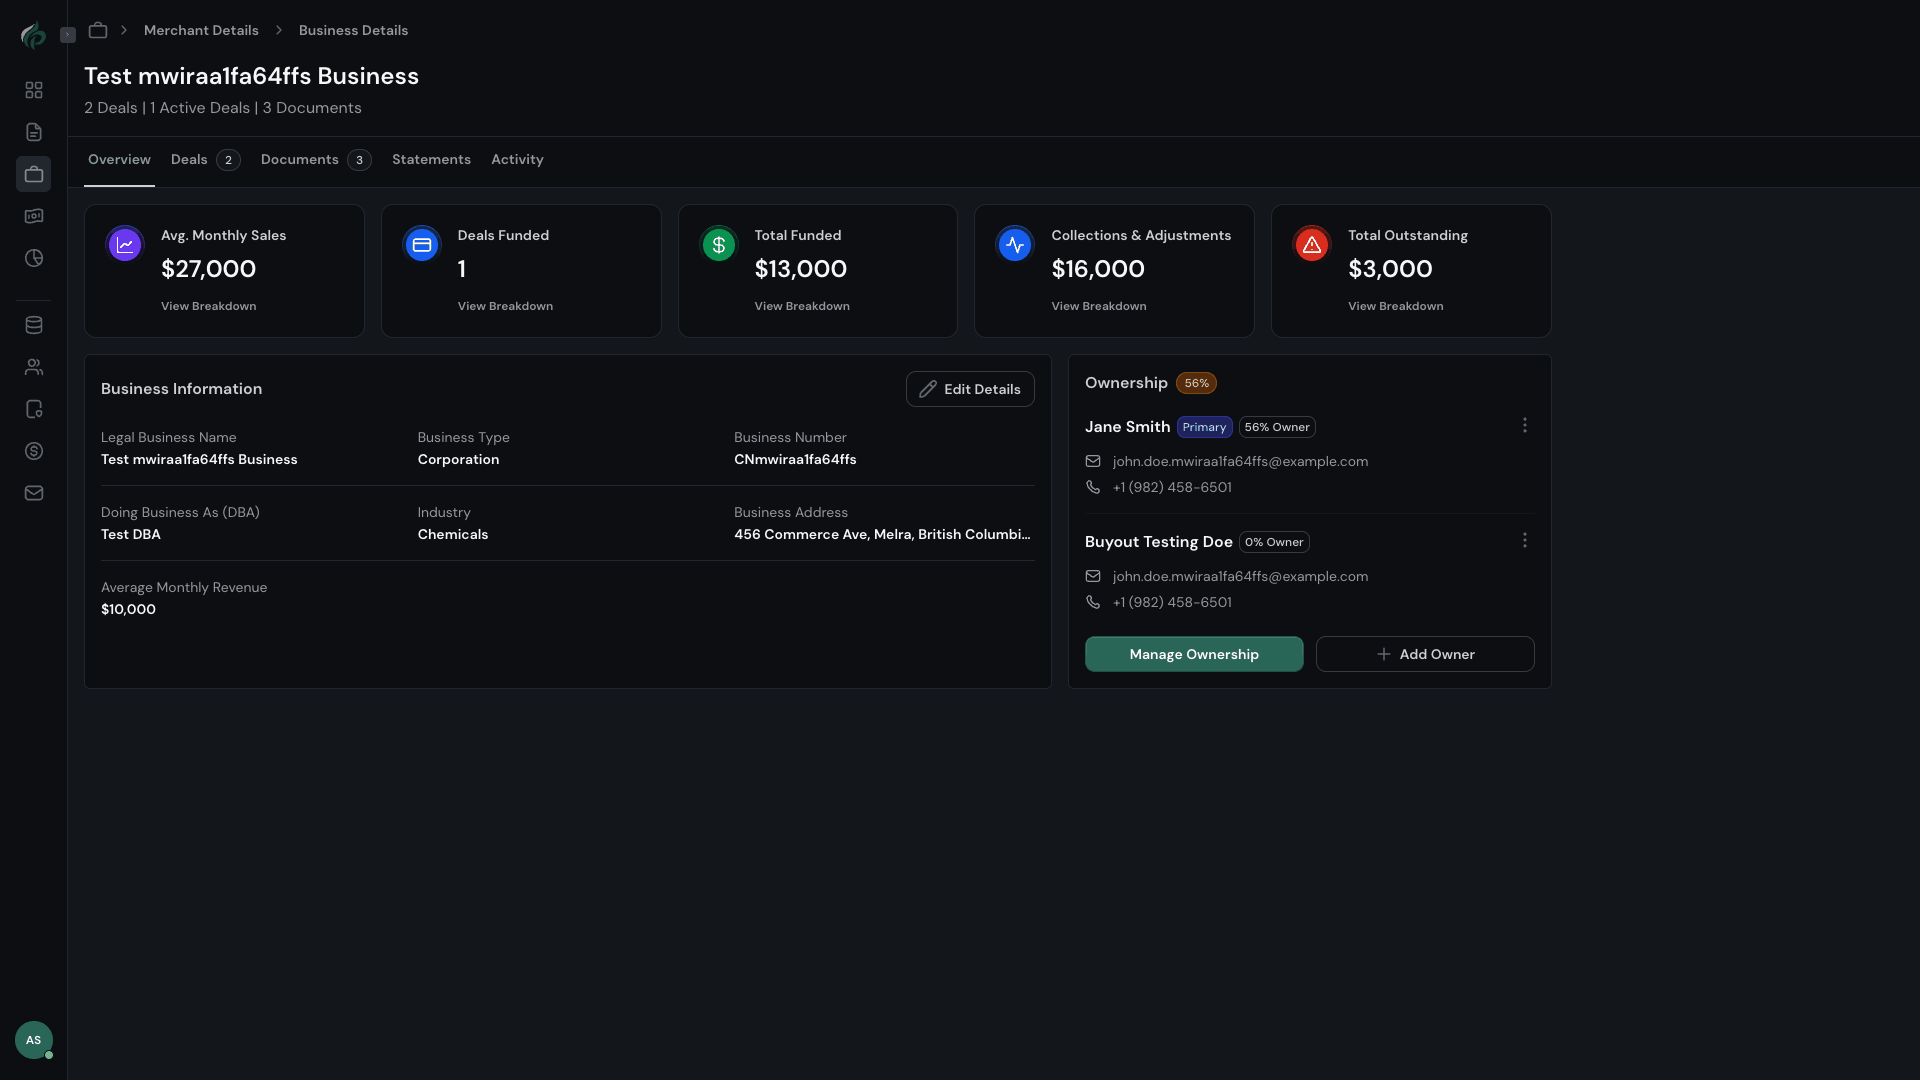 Merchant Details
Business Details
Test mwiraa1fa64ffs Business
2 Deals | 1 Active Deals | 3 Documents
Overview
Deals 2
Documents 3
Statements
Activity
Avg. Monthly Sales
$27,000
View Breakdown
Deals Funded
1
View Breakdown
Total Funded
$13,000
View Breakdown
Collections & Adjustments
$16,000
View Breakdown
Total Outstanding
$3,000
View Breakdown
Business Information
Edit Details
Legal Business Name
Test mwiraa1fa64ffs Business
Business Type
Corporation
Business Number
CNmwiraa1fa64ffs
Doing Business As (DBA)
Test DBA
Industry
Chemicals
Business Address
456 Commerce Ave, Melra, British Columbi...
Average Monthly Revenue
$10,000
Ownership 56%
Jane Smith Primary 56% Owner
john.doe.mwiraa1fa64ffs@example.com
+1 (982) 458-6501
Buyout Testing Doe 0% Owner
john.doe.mwiraa1fa64ffs@example.com
+1 (982) 458-6501
Manage Ownership
Add Owner
AS